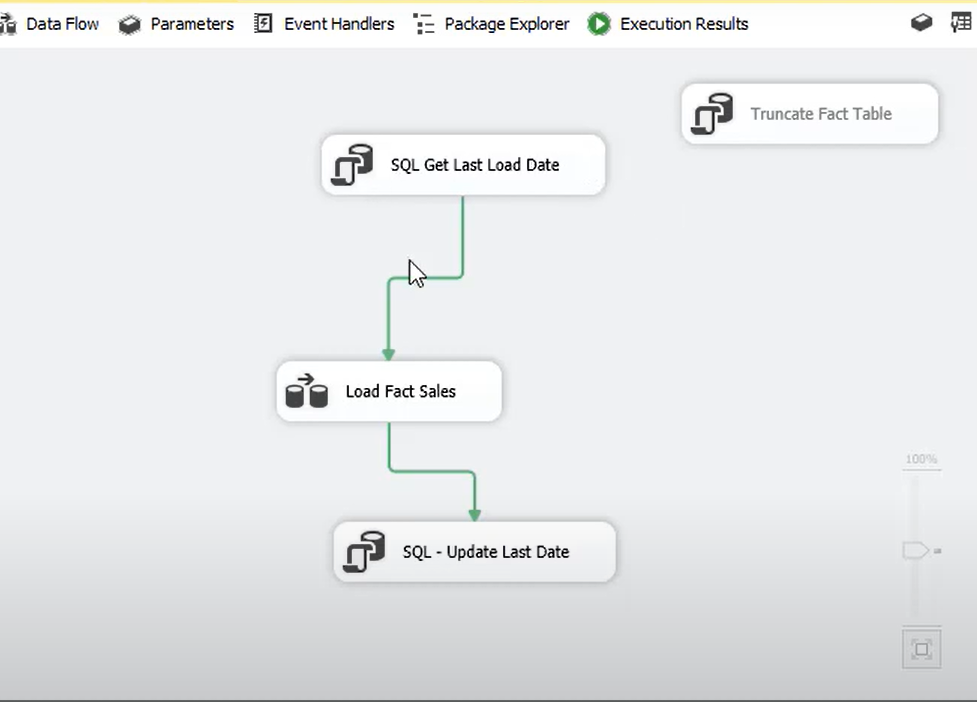 Data Flow Parameters Event Handlers Package Explorer Execution Results
Truncate Fact Table
SQL Get Last Load Date
Load Fact Sales
100%
SQL - Update Last Date